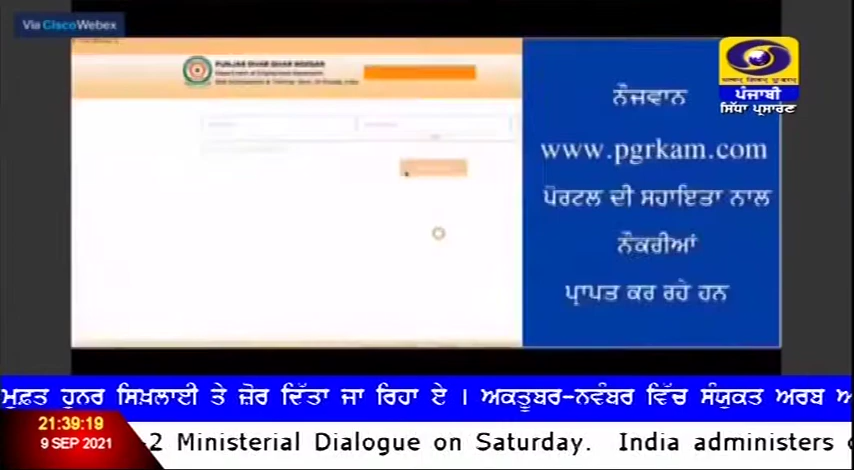 Via CiscoWebex
PUNJAB GHAR GHAR ROZGAR
ਪੰਜਾਬੀ
ਸਿੱਧਾ ਪ੍ਰਸਾਰਣ
ਨੌਜਵਾਨ
www.pgrkam.com
ਪੋਰਟਲ ਦੀ ਸਹਾਇਤਾ ਨਾਲ
ਨੌਕਰੀਆਂ
ਪ੍ਰਾਪਤ ਕਰ ਰਹੇ ਹਨ
ਮੁਫ਼ਤ ਹੁਨਰ ਸਿਖ਼ਲਾਈ ਤੇ ਜ਼ੋਰ ਦਿੱਤਾ ਜਾ ਰਿਹਾ ਏ । ਅਕਤੂਬਰ-ਨਵੰਬਰ ਵਿੱਚ ਸੰਯੁਕਤ ਅਰਬ
21:39:19
9 SEP 2021
-2 Ministerial Dialogue on Saturday. India administers